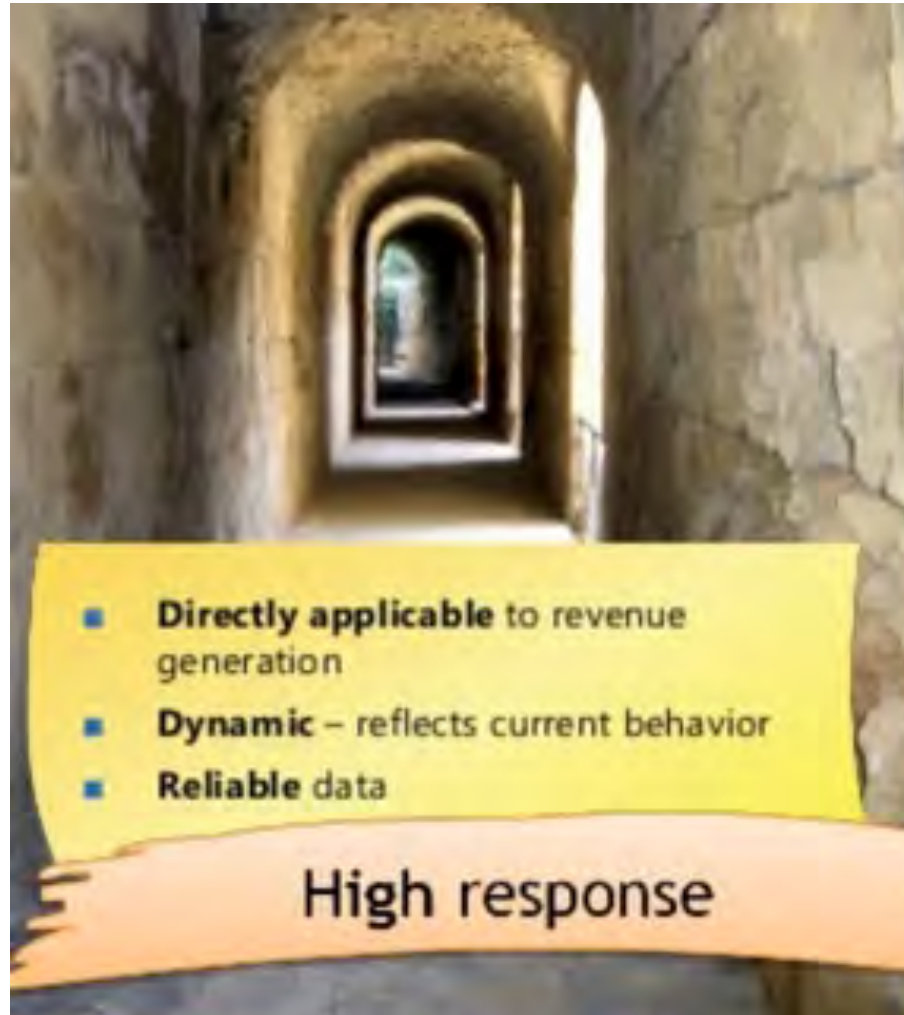 Directly applicable to revenue
generation
Dynamic – reflects current behavior
Reliable data
High response